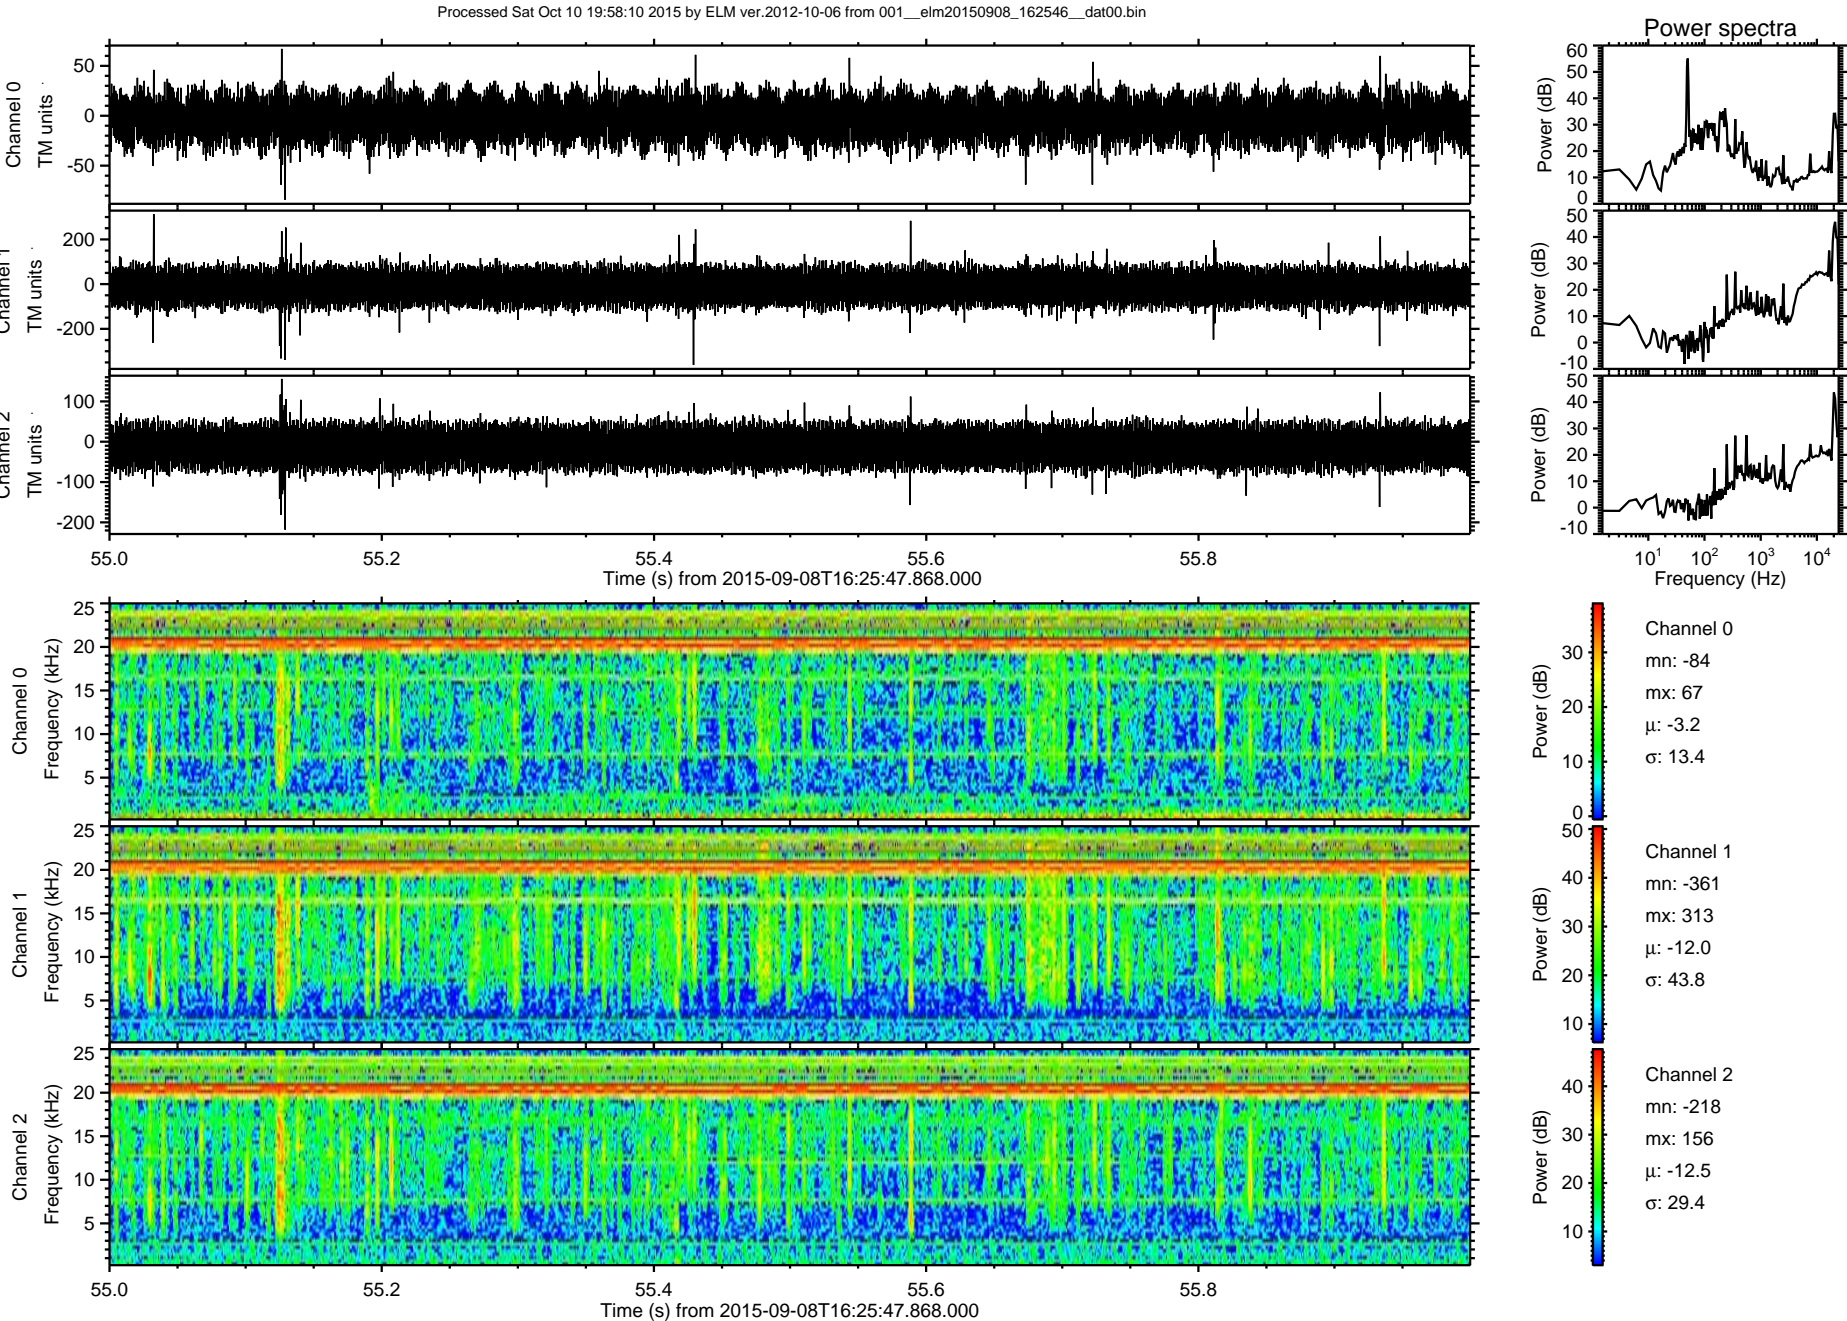 Processed Sat Oct 10 19:58:10 2015 by ELM ver.2012-10-06 from 001__elm20150908_162546__dat00.bin
Power spectra
Channel 0
TM units
50
0
-50
Power (dB)
60
50
40
30
20
10
0
Channel 1
TM units
200
0
-200
Power (dB)
50
40
30
20
10
0
-10
Channel 2
TM units
100
0
-100
-200
Power (dB)
50
40
30
20
10
0
-10
55.0 55.2 55.4 55.6 55.8
Time (s) from 2015-09-08T16:25:47.868.000
10¹ 10² 10³ 10⁴
Frequency (Hz)
Channel 0
Frequency (kHz)
25
20
15
10
5
Power (dB)
30
20
10
0
Channel 0
mn: -84
mx: 67
μ: -3.2
σ: 13.4
Channel 1
Frequency (kHz)
25
20
15
10
5
Power (dB)
50
40
30
20
10
Channel 1
mn: -361
mx: 313
μ: -12.0
σ: 43.8
Channel 2
Frequency (kHz)
25
20
15
10
5
Power (dB)
40
30
20
10
Channel 2
mn: -218
mx: 156
μ: -12.5
σ: 29.4
55.0 55.2 55.4 55.6 55.8
Time (s) from 2015-09-08T16:25:47.868.000